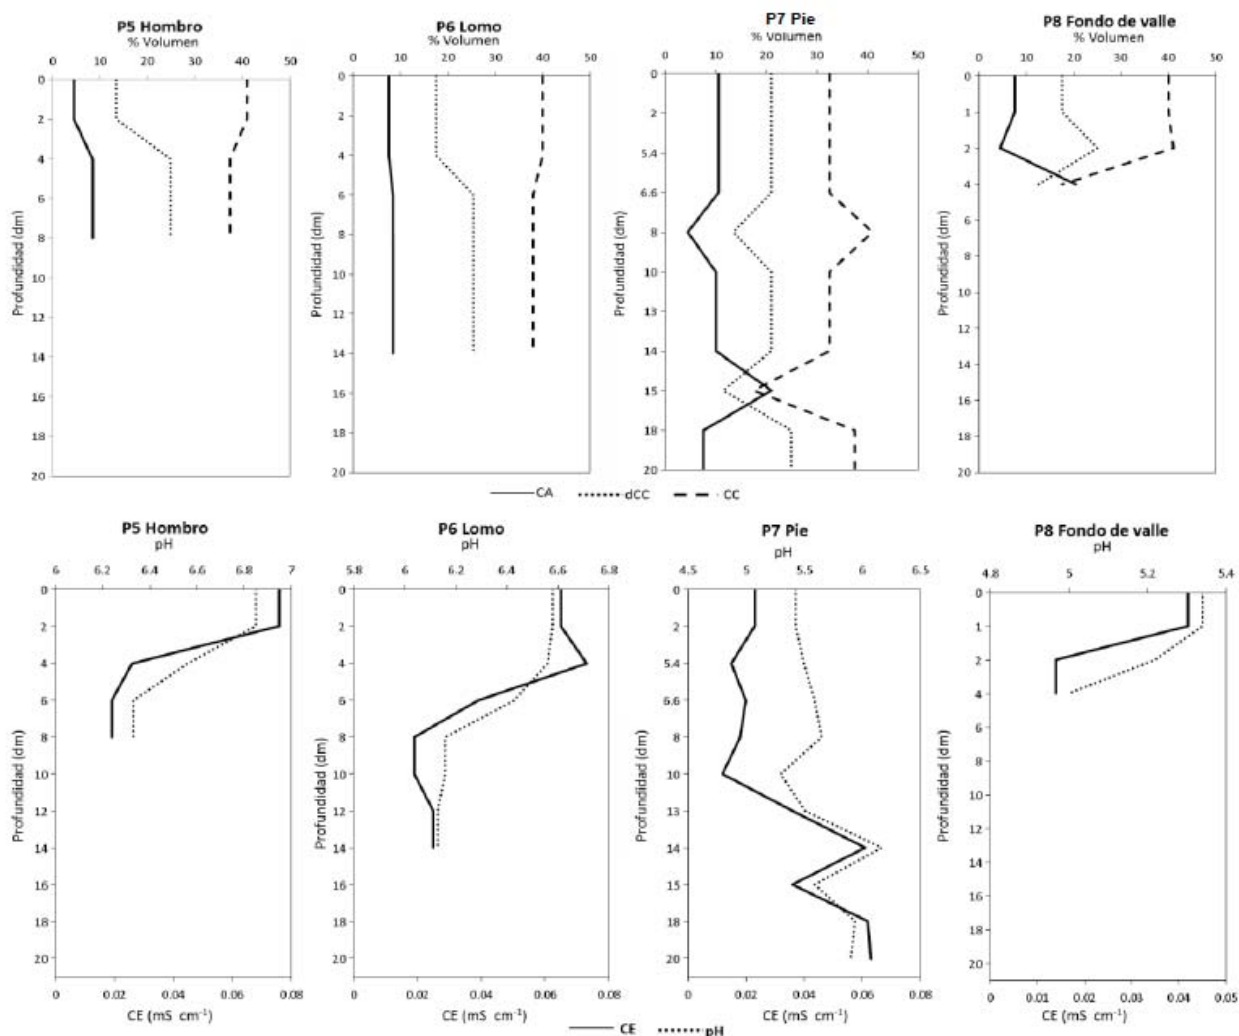 P5 Hombro
% Volumen
0 10 20 30 40 50
Profundidad (dm)
0
2
4
6
8
10
12
14
16
18
20
P6 Lomo
% Volumen
0 10 20 30 40 50
Profundidad (dm)
0
2
4
6
8
10
12
14
16
18
20
P7 Pie
% Volumen
0 10 20 30 40 50
Profundidad (dm)
0
2
5.4
6.6
8
10
13
14
15
18
20
P8 Fondo de valle
% Volumen
0 10 20 30 40 50
Profundidad (dm)
0
1
2
4
6
8
10
12
14
16
18
20
CA dCC CC
P5 Hombro
pH
6 6.2 6.4 6.6 6.8 7
Profundidad (dm)
0
2
4
6
8
10
12
14
16
18
20
0 0.02 0.04 0.06 0.08
CE (mS cm⁻¹)
P6 Lomo
pH
5.8 6 6.2 6.4 6.6 6.8
Profundidad (dm)
0
2
4
6
8
10
12
14
16
18
20
0 0.02 0.04 0.06 0.08
CE (mS cm⁻¹)
P7 Pie
pH
4.5 5 5.5 6 6.5
Profundidad (dm)
0
2
5.4
6.6
8
10
13
14
15
18
20
0 0.02 0.04 0.06 0.08
CE (mS cm⁻¹)
P8 Fondo de valle
pH
4.8 5 5.2 5.4
Profundidad (dm)
0
1
2
4
6
8
10
12
14
16
18
20
0 0.01 0.02 0.03 0.04 0.05
CE (mS cm⁻¹)
CE pH